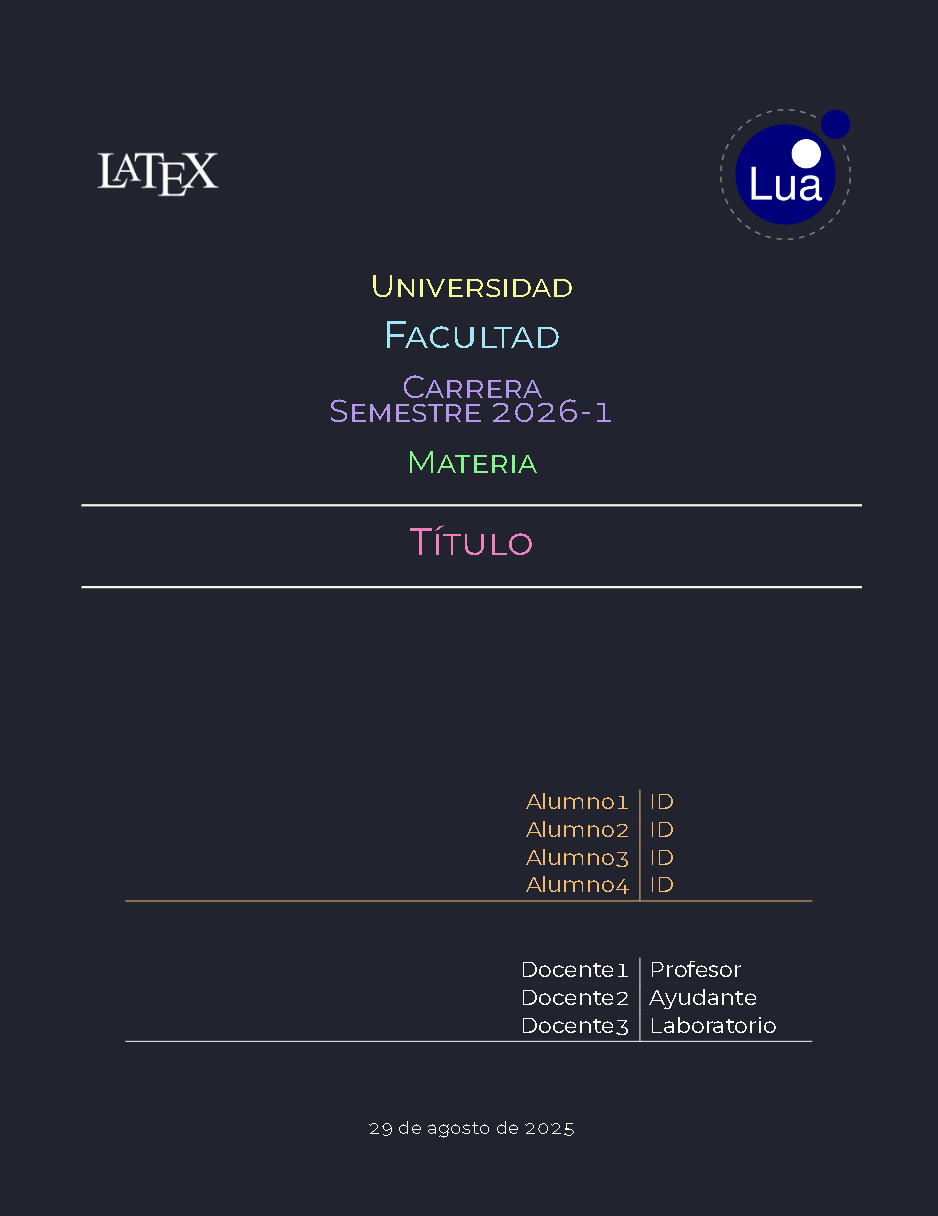 LATEX
Lua
Universidad
Facultad
Carrera
Semestre 2026-1
Materia
Título
Alumno1 ID
Alumno2 ID
Alumno3 ID
Alumno4 ID
Docente1 Profesor
Docente2 Ayudante
Docente3 Laboratorio
29 de agosto de 2025